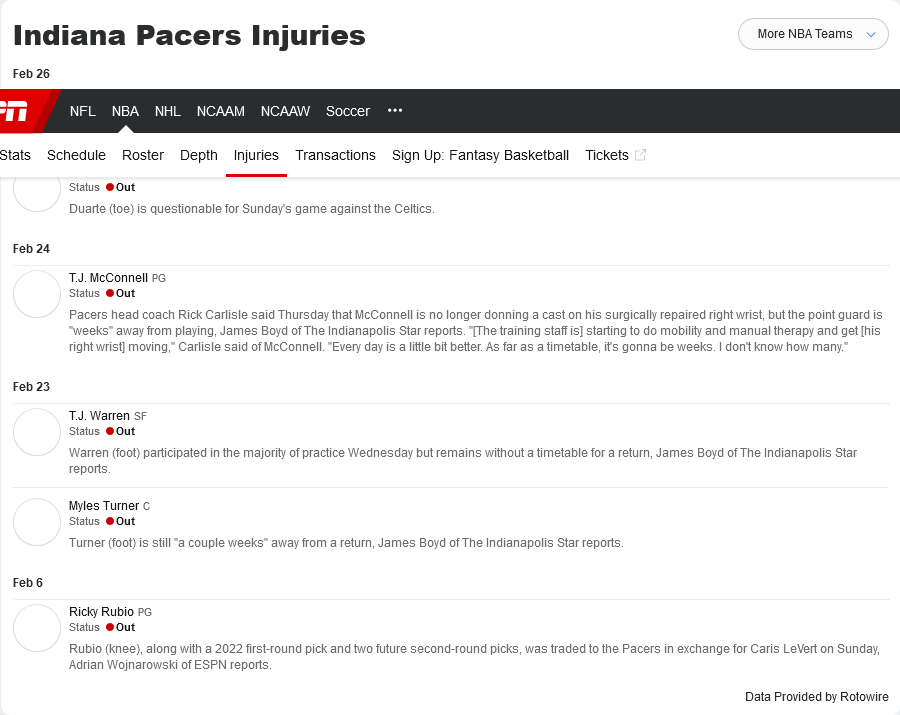 Indiana Pacers Injuries
More NBA Teams
Feb 26
NFL NBA NHL NCAAM NCAAW Soccer •••
Stats Schedule Roster Depth Injuries Transactions Sign Up: Fantasy Basketball Tickets
Status Out
Duarte (toe) is questionable for Sunday's game against the Celtics.
Feb 24
T.J. McConnell PG
Status Out
Pacers head coach Rick Carlisle said Thursday that McConnell is no longer donning a cast on his surgically repaired right wrist, but the point guard is
"weeks" away from playing, James Boyd of The Indianapolis Star reports. "[The training staff is] starting to do mobility and manual therapy and get [his
right wrist] moving," Carlisle said of McConnell. "Every day is a little bit better. As far as a timetable, it's gonna be weeks. I don't know how many."
Feb 23
T.J. Warren SF
Status Out
Warren (foot) participated in the majority of practice Wednesday but remains without a timetable for a return, James Boyd of The Indianapolis Star
reports.
Myles Turner C
Status Out
Turner (foot) is still "a couple weeks" away from a return, James Boyd of The Indianapolis Star reports.
Feb 6
Ricky Rubio PG
Status Out
Rubio (knee), along with a 2022 first-round pick and two future second-round picks, was traded to the Pacers in exchange for Caris LeVert on Sunday,
Adrian Wojnarowski of ESPN reports.
Data Provided by Rotowire